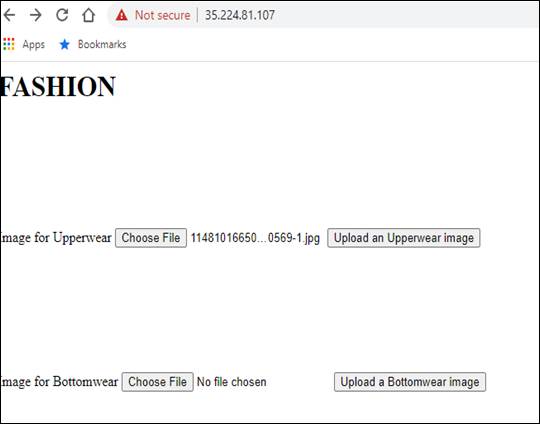 Not secure | 35.224.81.107
Apps Bookmarks
FASHION
Image for Upperwear Choose File 11481016650...0569-1.jpg Upload an Upperwear image
Image for Bottomwear Choose File No file chosen Upload a Bottomwear image